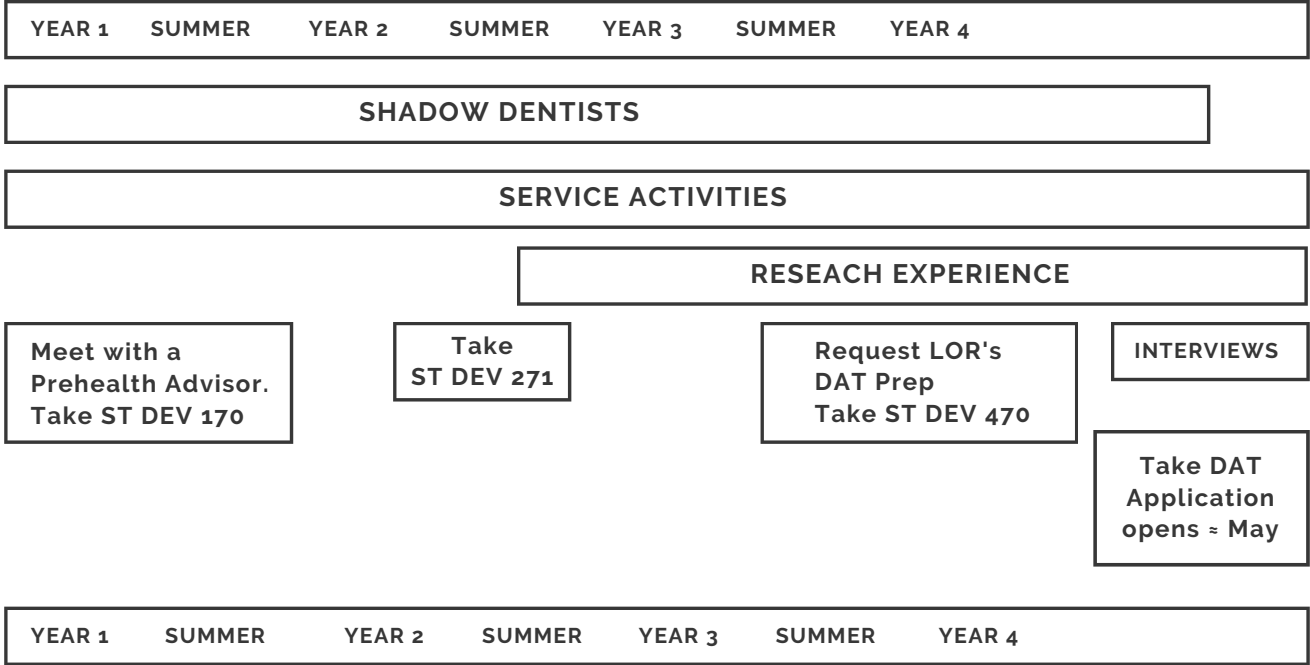 YEAR 1 SUMMER YEAR 2 SUMMER YEAR 3 SUMMER YEAR 4
SHADOW DENTISTS
SERVICE ACTIVITIES
RESEACH EXPERIENCE
Meet with a
Prehealth Advisor.
Take ST DEV 170
Take
ST DEV 271
Request LOR's
DAT Prep
Take ST DEV 470
INTERVIEWS
Take DAT
Application
opens ≈ May
YEAR 1 SUMMER YEAR 2 SUMMER YEAR 3 SUMMER YEAR 4